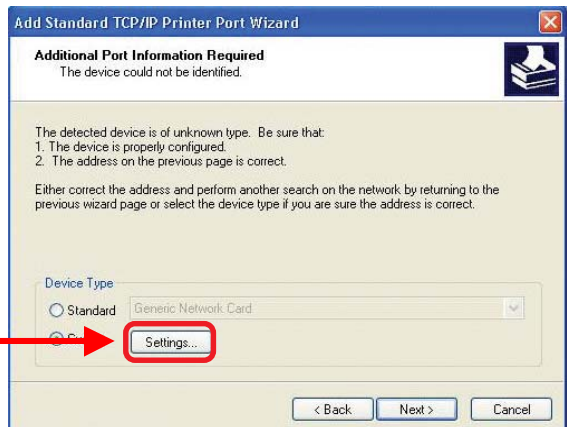 Add Standard TCP/IP Printer Port Wizard
Additional Port Information Required
The device could not be identified.
The detected device is of unknown type. Be sure that:
1. The device is properly configured.
2. The address on the previous page is correct.
Either correct the address and perform another search on the network by returning to the
previous wizard page or select the device type if you are sure the address is correct.
Device Type
Standard
Generic Network Card
Settings...
< Back
Next >
Cancel